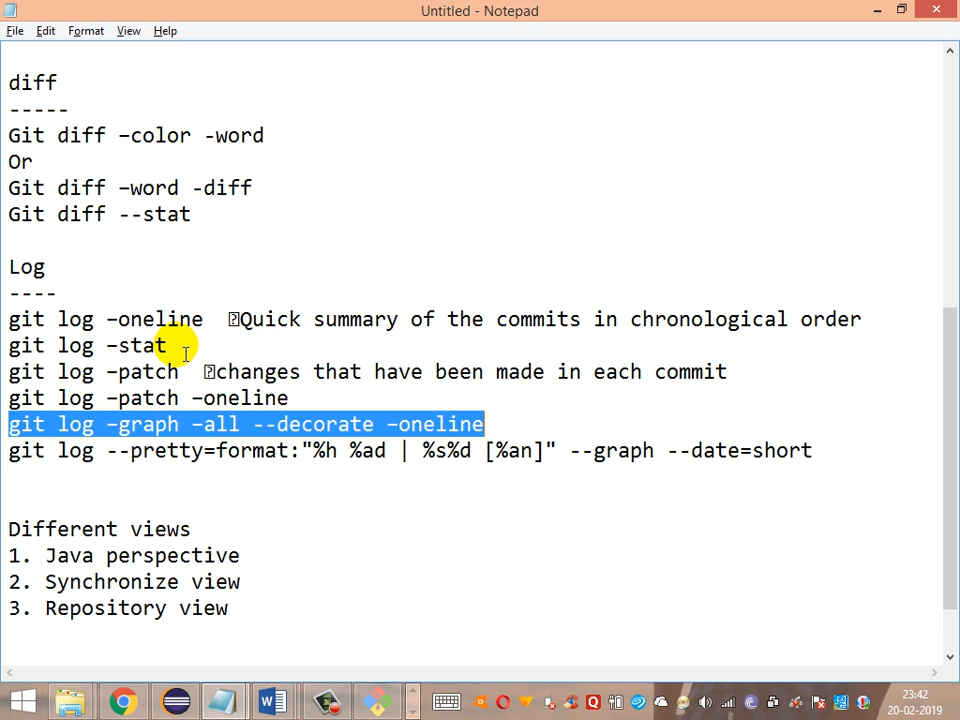 Untitled - Notepad
File Edit Format View Help
diff
-----
Git diff –color -word
Or
Git diff –word -diff
Git diff --stat
Log
----
git log –oneline Quick summary of the commits in chronological order
git log –stat
git log –patch changes that have been made in each commit
git log –patch –oneline
git log –graph –all --decorate –oneline
git log --pretty=format:"%h %ad | %s%d [%an]" --graph --date=short
Different views
1. Java perspective
2. Synchronize view
3. Repository view
23:42
20-02-2019